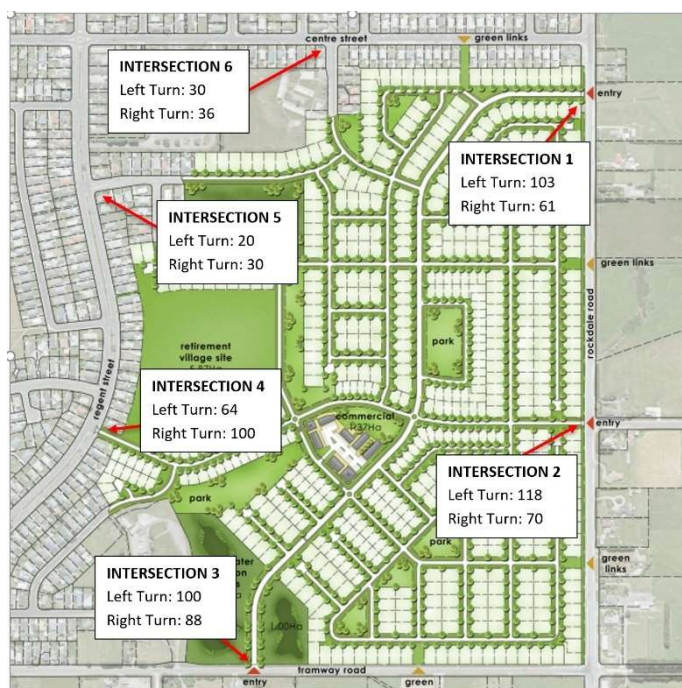 centre street
green links
INTERSECTION 6
Left Turn: 30
Right Turn: 36
entry
INTERSECTION 1
Left Turn: 103
Right Turn: 61
INTERSECTION 5
Left Turn: 20
Right Turn: 30
green links
rockdale road
retirement
village site
park
regent street
INTERSECTION 4
Left Turn: 64
Right Turn: 100
commercial
1.37Ha
entry
INTERSECTION 2
Left Turn: 118
Right Turn: 70
park
park
green
links
INTERSECTION 3
Left Turn: 100
Right Turn: 88
1.00Ha
tramway road
entry
green